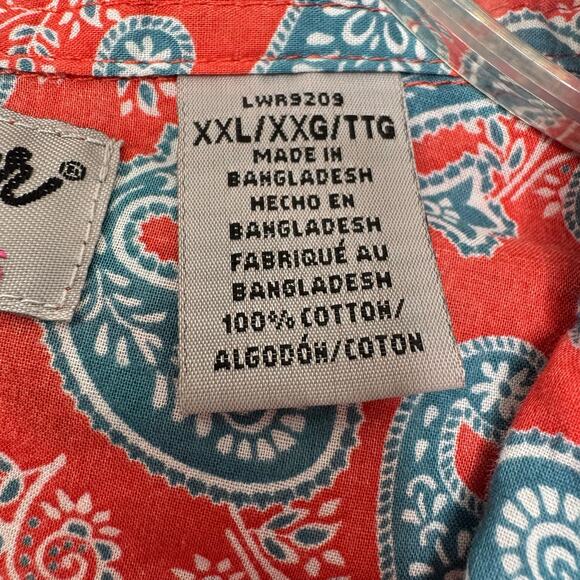 LWR9209
XXL/XXG/TTG
MADE IN
BANGLADESH
HECHO EN
BANGLADESH
FABRIQUÉ AU
BANGLADESH
100% COTTON/
ALGODÓN/COTON
®